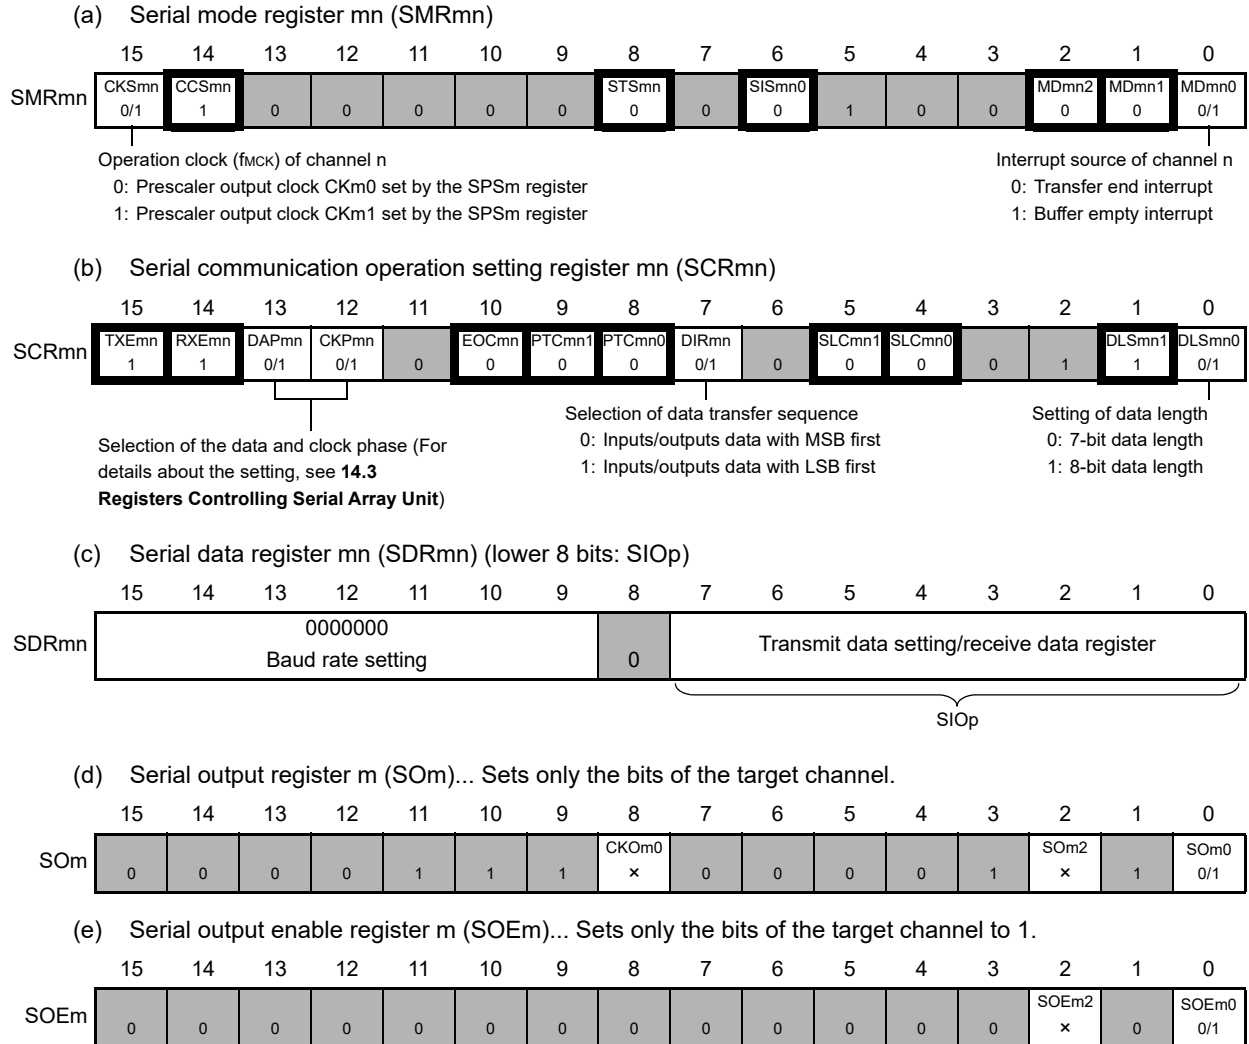 (a) Serial mode register mn (SMRmn)
15 14 13 12 11 10 9 8 7 6 5 4 3 2 1 0
SMRmn CKSmn CCSmn STSmn SISmn0 MDmn2 MDmn1 MDmn0
0/1 1 0 0 0 0 0 0 0 0 1 0 0 0 0 0/1
Operation clock (fMCK) of channel n Interrupt source of channel n
0: Prescaler output clock CKm0 set by the SPSm register 0: Transfer end interrupt
1: Prescaler output clock CKm1 set by the SPSm register 1: Buffer empty interrupt
(b) Serial communication operation setting register mn (SCRmn)
15 14 13 12 11 10 9 8 7 6 5 4 3 2 1 0
SCRmn TXEmn RXEmn DAPmn CKPmn EOCmn PTCmn1 PTCmn0 DIRmn SLCmn1 SLCmn0 DLSmn1 DLSmn0
1 1 0/1 0/1 0 0 0 0 0/1 0 0 0 0 1 1 0/1
Selection of data transfer sequence Setting of data length
0: Inputs/outputs data with MSB first 0: 7-bit data length
1: Inputs/outputs data with LSB first 1: 8-bit data length
Selection of the data and clock phase (For
details about the setting, see 14.3
Registers Controlling Serial Array Unit)
(c) Serial data register mn (SDRmn) (lower 8 bits: SIOp)
15 14 13 12 11 10 9 8 7 6 5 4 3 2 1 0
SDRmn 0000000
Baud rate setting 0 Transmit data setting/receive data register
SIOp
(d) Serial output register m (SOm)... Sets only the bits of the target channel.
15 14 13 12 11 10 9 8 7 6 5 4 3 2 1 0
SOm CKOm0 SOm2 SOm0
0 0 0 0 1 1 1 × 0 0 0 0 1 × 1 0/1
(e) Serial output enable register m (SOEm)... Sets only the bits of the target channel to 1.
15 14 13 12 11 10 9 8 7 6 5 4 3 2 1 0
SOEm SOEm2 SOEm0
0 0 0 0 0 0 0 0 0 0 0 0 0 × 0 0/1